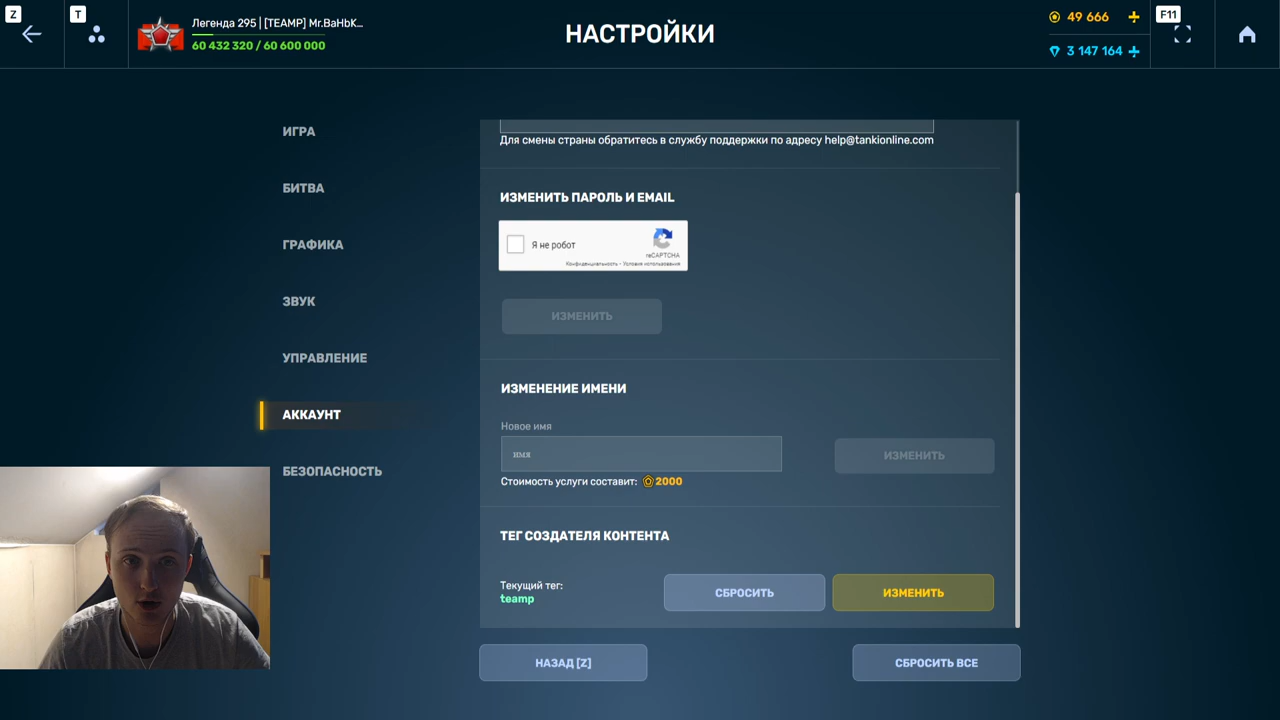 Z
T
Легенда 295 | [TEAMP] Mr.BaHbK...
60 432 320 / 60 600 000
НАСТРОЙКИ
49 666
3 147 164
F11
ИГРА
БИТВА
ГРАФИКА
ЗВУК
УПРАВЛЕНИЕ
АККАУНТ
БЕЗОПАСНОСТЬ
Для смены страны обратитесь в службу поддержки по адресу help@tankionline.com
ИЗМЕНИТЬ ПАРОЛЬ И EMAIL
Я не робот
reCAPTCHA
Конфиденциальность - Условия использования
ИЗМЕНИТЬ
ИЗМЕНЕНИЕ ИМЕНИ
Новое имя
имя
ИЗМЕНИТЬ
Стоимость услуги составит: 2000
ТЕГ СОЗДАТЕЛЯ КОНТЕНТА
Текущий тег:
teamp
СБРОСИТЬ
ИЗМЕНИТЬ
НАЗАД [Z]
СБРОСИТЬ ВСЕ